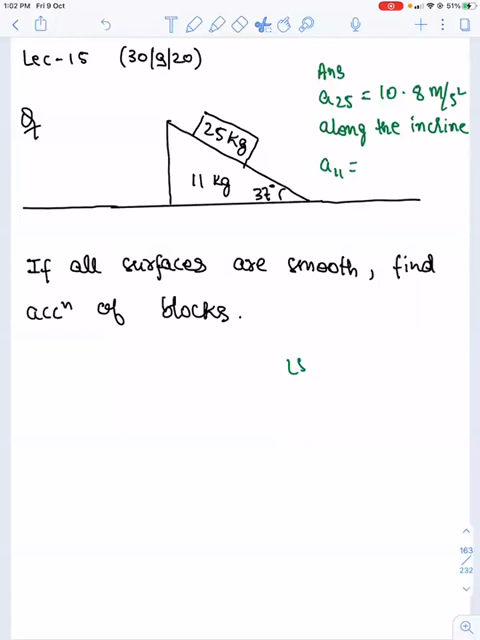 1:02 PM Fri 9 Oct
51%
Lec-15 (30/9/20)
Ans
a25 = 10.8 m/s²
along the incline
a11 =
Q
25 kg
11 kg
37°
If all surfaces are smooth, find
accⁿ of blocks.
163
232